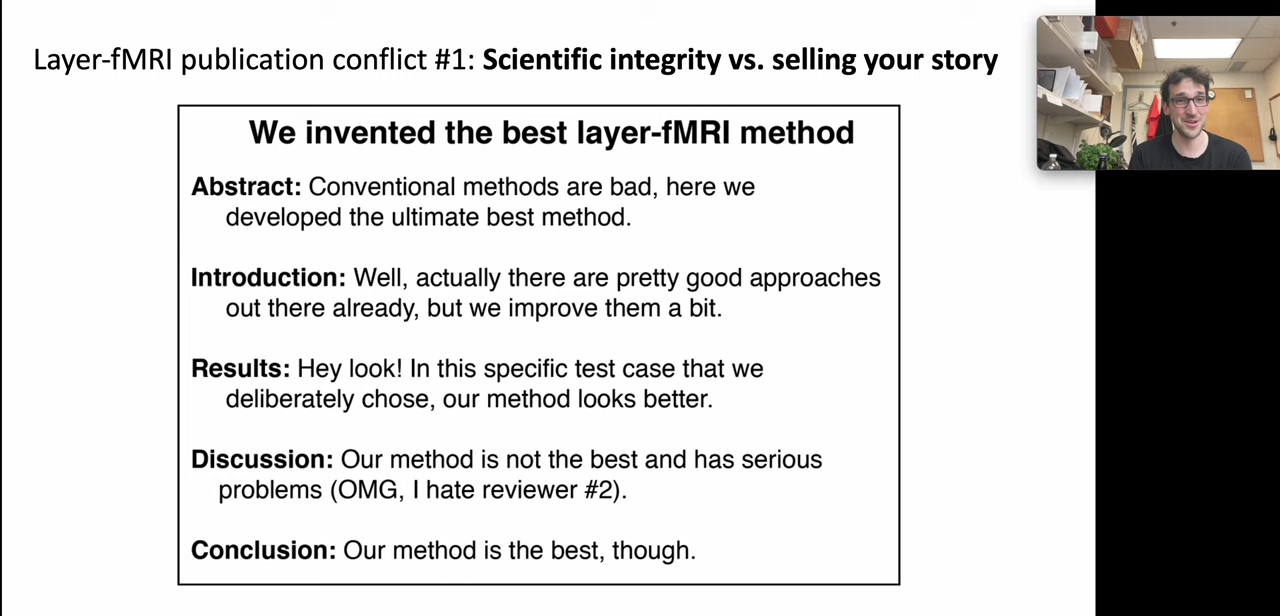 Layer-fMRI publication conflict #1: Scientific integrity vs. selling your story
We invented the best layer-fMRI method
Abstract: Conventional methods are bad, here we
developed the ultimate best method.
Introduction: Well, actually there are pretty good approaches
out there already, but we improve them a bit.
Results: Hey look! In this specific test case that we
deliberately chose, our method looks better.
Discussion: Our method is not the best and has serious
problems (OMG, I hate reviewer #2).
Conclusion: Our method is the best, though.